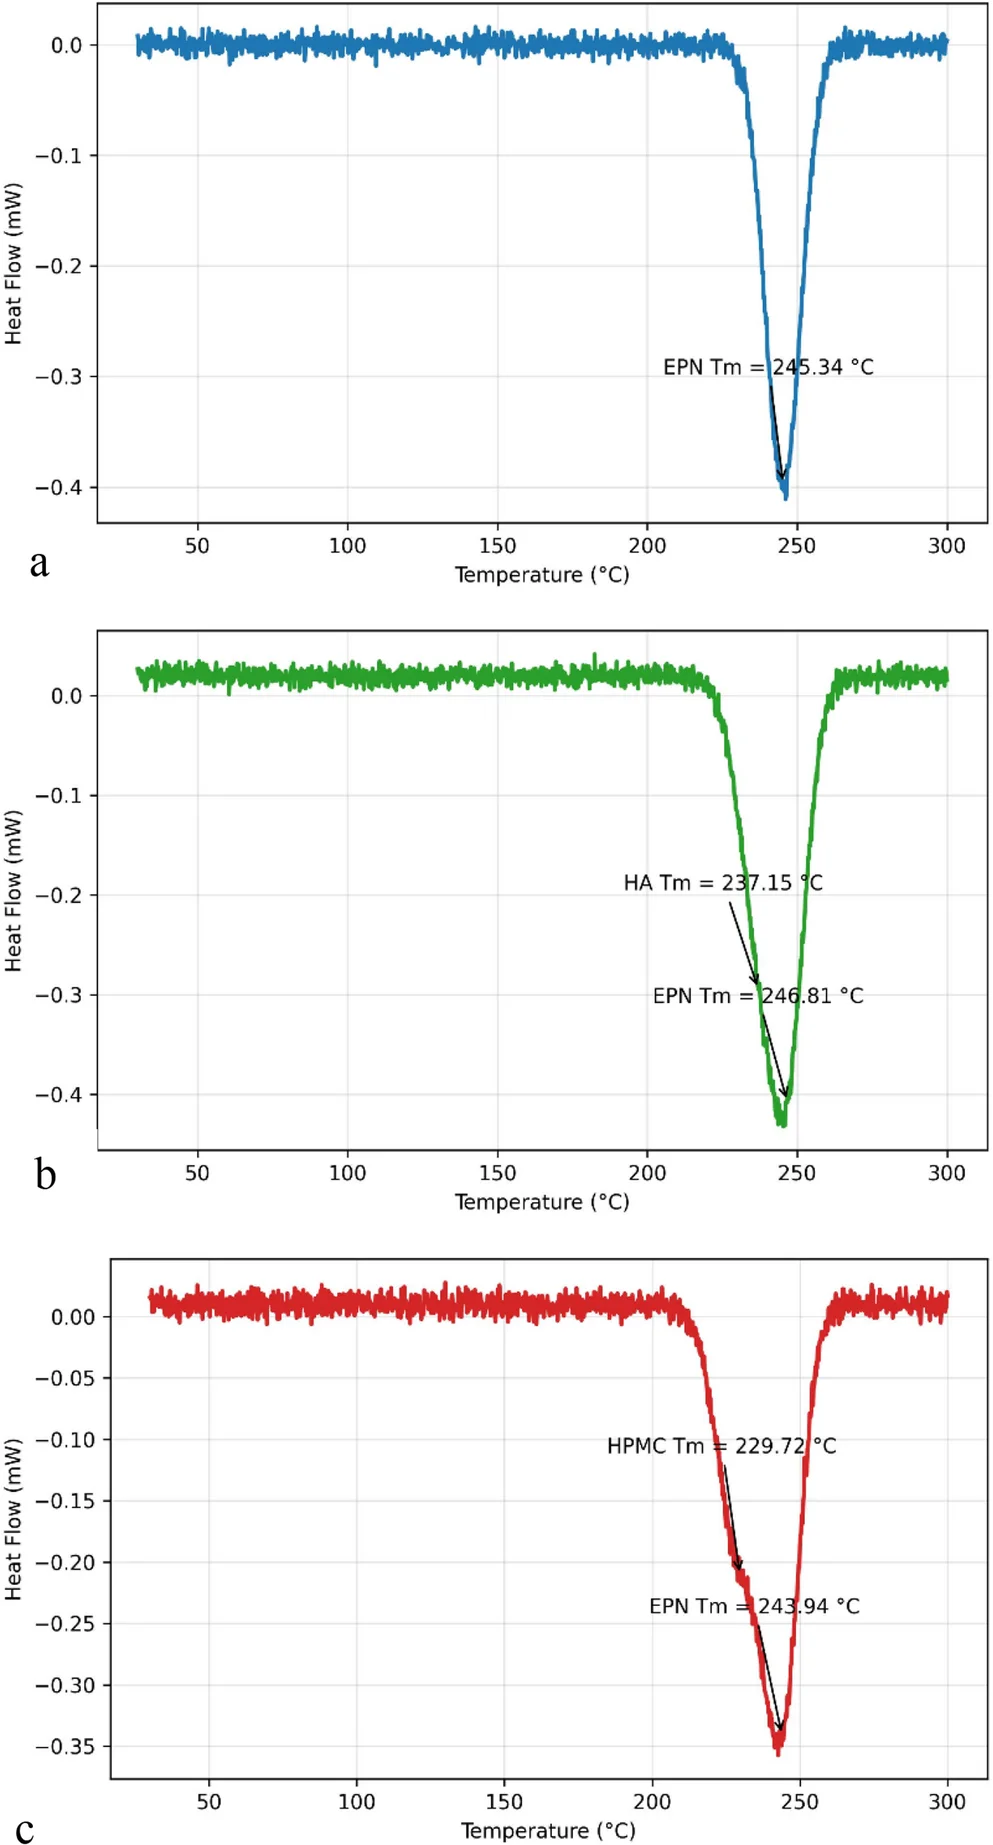 0.0
−0.1
−0.2
−0.3
−0.4
Heat Flow (mW)
EPN Tm = 245.34 °C
50 100 150 200 250 300
Temperature (°C)
a
0.0
−0.1
−0.2
−0.3
−0.4
Heat Flow (mW)
HA Tm = 237.15 °C
EPN Tm = 246.81 °C
50 100 150 200 250 300
Temperature (°C)
b
0.00
−0.05
−0.10
−0.15
−0.20
−0.25
−0.30
−0.35
Heat Flow (mW)
HPMC Tm = 229.72 °C
EPN Tm = 243.94 °C
50 100 150 200 250 300
Temperature (°C)
c